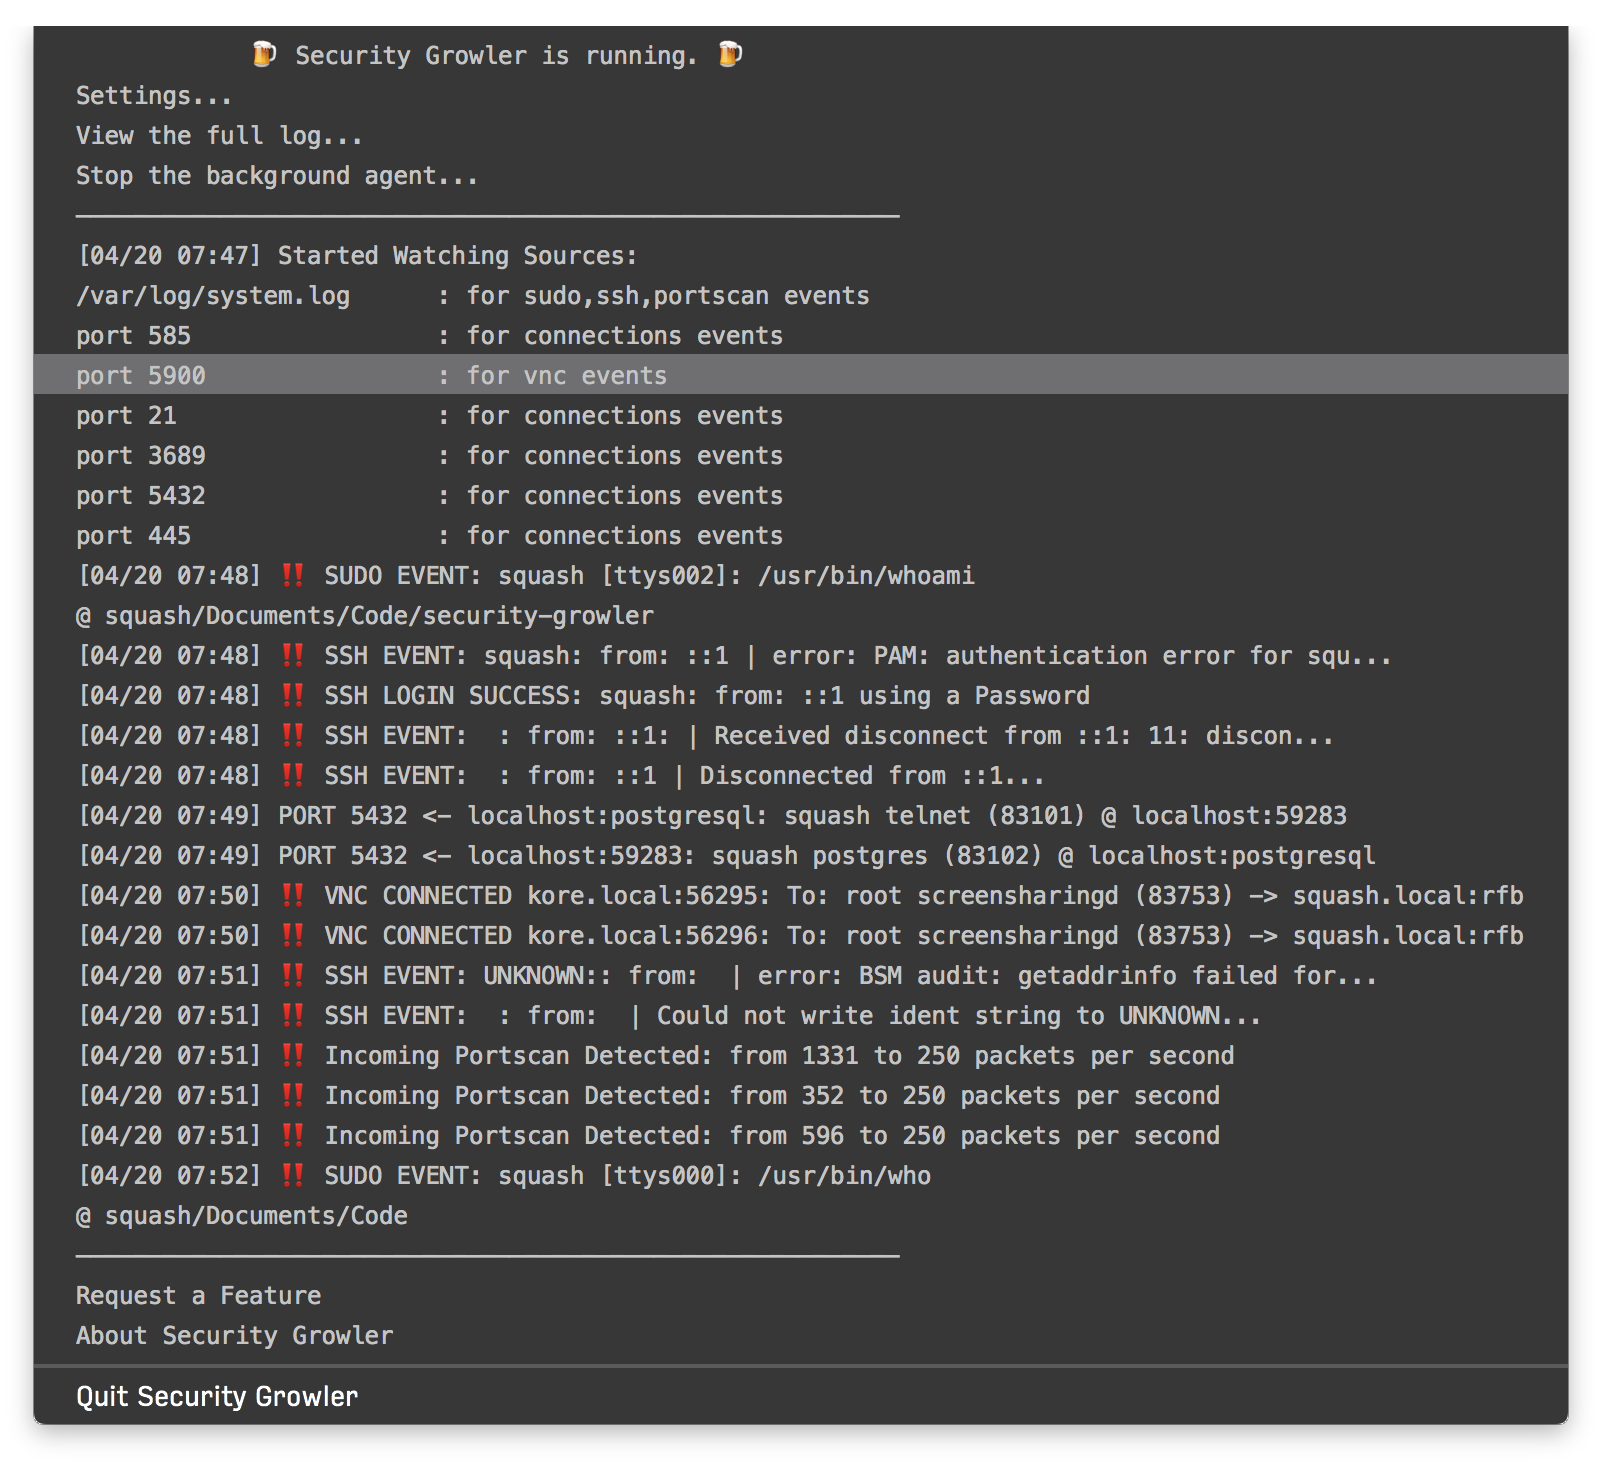 🍺 Security Growler is running. 🍺
Settings...
View the full log...
Stop the background agent...
[04/20 07:47] Started Watching Sources:
/var/log/system.log      : for sudo,ssh,portscan events
port 585                 : for connections events
port 5900                : for vnc events
port 21                  : for connections events
port 3689                : for connections events
port 5432                : for connections events
port 445                 : for connections events
[04/20 07:48] ‼️ SUDO EVENT: squash [ttys002]: /usr/bin/whoami
@ squash/Documents/Code/security-growler
[04/20 07:48] ‼️ SSH EVENT: squash: from: ::1 | error: PAM: authentication error for squ...
[04/20 07:48] ‼️ SSH LOGIN SUCCESS: squash: from: ::1 using a Password
[04/20 07:48] ‼️ SSH EVENT:  : from: ::1: | Received disconnect from ::1: 11: discon...
[04/20 07:48] ‼️ SSH EVENT:  : from: ::1 | Disconnected from ::1...
[04/20 07:49] PORT 5432 <- localhost:postgresql: squash telnet (83101) @ localhost:59283
[04/20 07:49] PORT 5432 <- localhost:59283: squash postgres (83102) @ localhost:postgresql
[04/20 07:50] ‼️ VNC CONNECTED kore.local:56295: To: root screensharingd (83753) -> squash.local:rfb
[04/20 07:50] ‼️ VNC CONNECTED kore.local:56296: To: root screensharingd (83753) -> squash.local:rfb
[04/20 07:51] ‼️ SSH EVENT: UNKNOWN:: from:  | error: BSM audit: getaddrinfo failed for...
[04/20 07:51] ‼️ SSH EVENT:  : from:  | Could not write ident string to UNKNOWN...
[04/20 07:51] ‼️ Incoming Portscan Detected: from 1331 to 250 packets per second
[04/20 07:51] ‼️ Incoming Portscan Detected: from 352 to 250 packets per second
[04/20 07:51] ‼️ Incoming Portscan Detected: from 596 to 250 packets per second
[04/20 07:52] ‼️ SUDO EVENT: squash [ttys000]: /usr/bin/who
@ squash/Documents/Code
Request a Feature
About Security Growler
Quit Security Growler